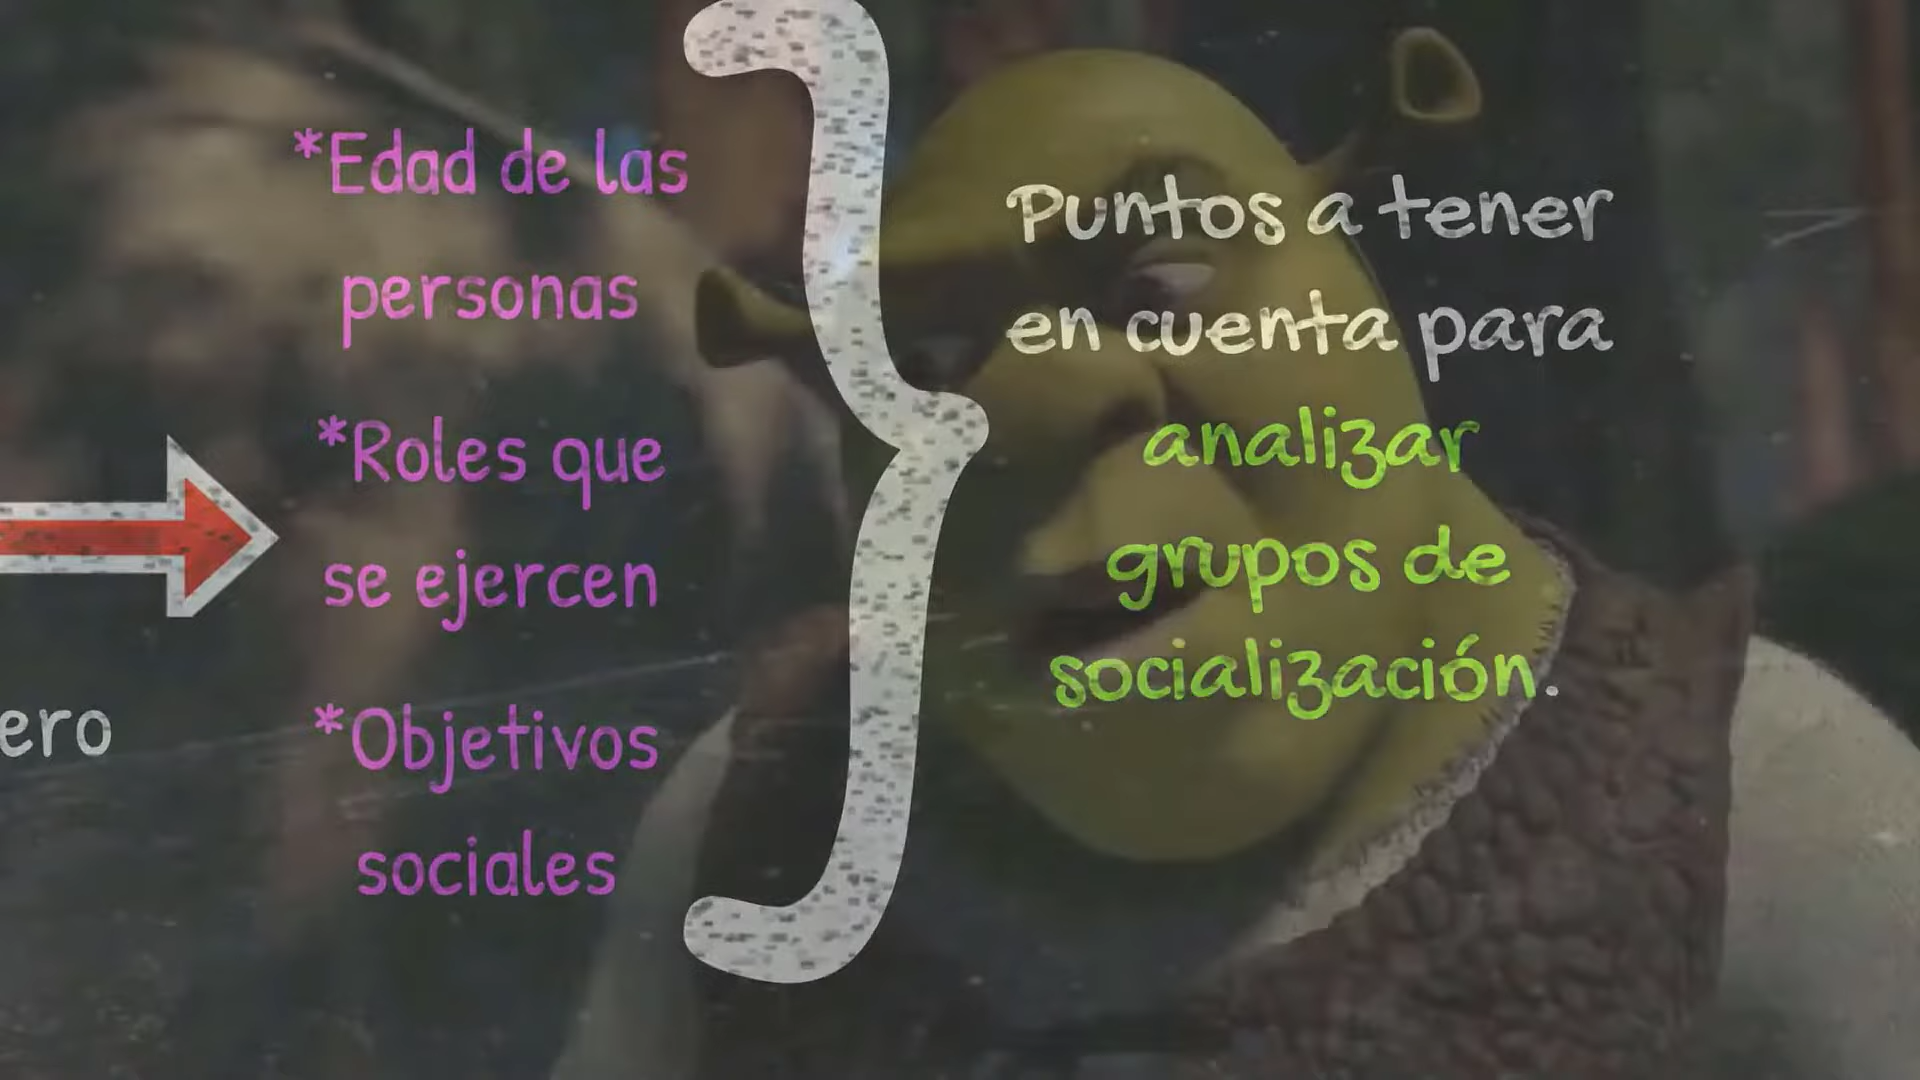 *Edad de las
personas
*Roles que
se ejercen
*Objetivos
sociales
Puntos a tener
en cuenta para
analizar
grupos de
socialización.
ero